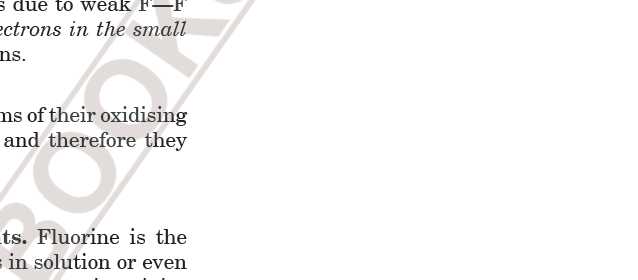 s due to weak F—F
ectrons in the small
ns.
ms of their oxidising
and therefore they
ts. Fluorine is the
s in solution or even
BOOK